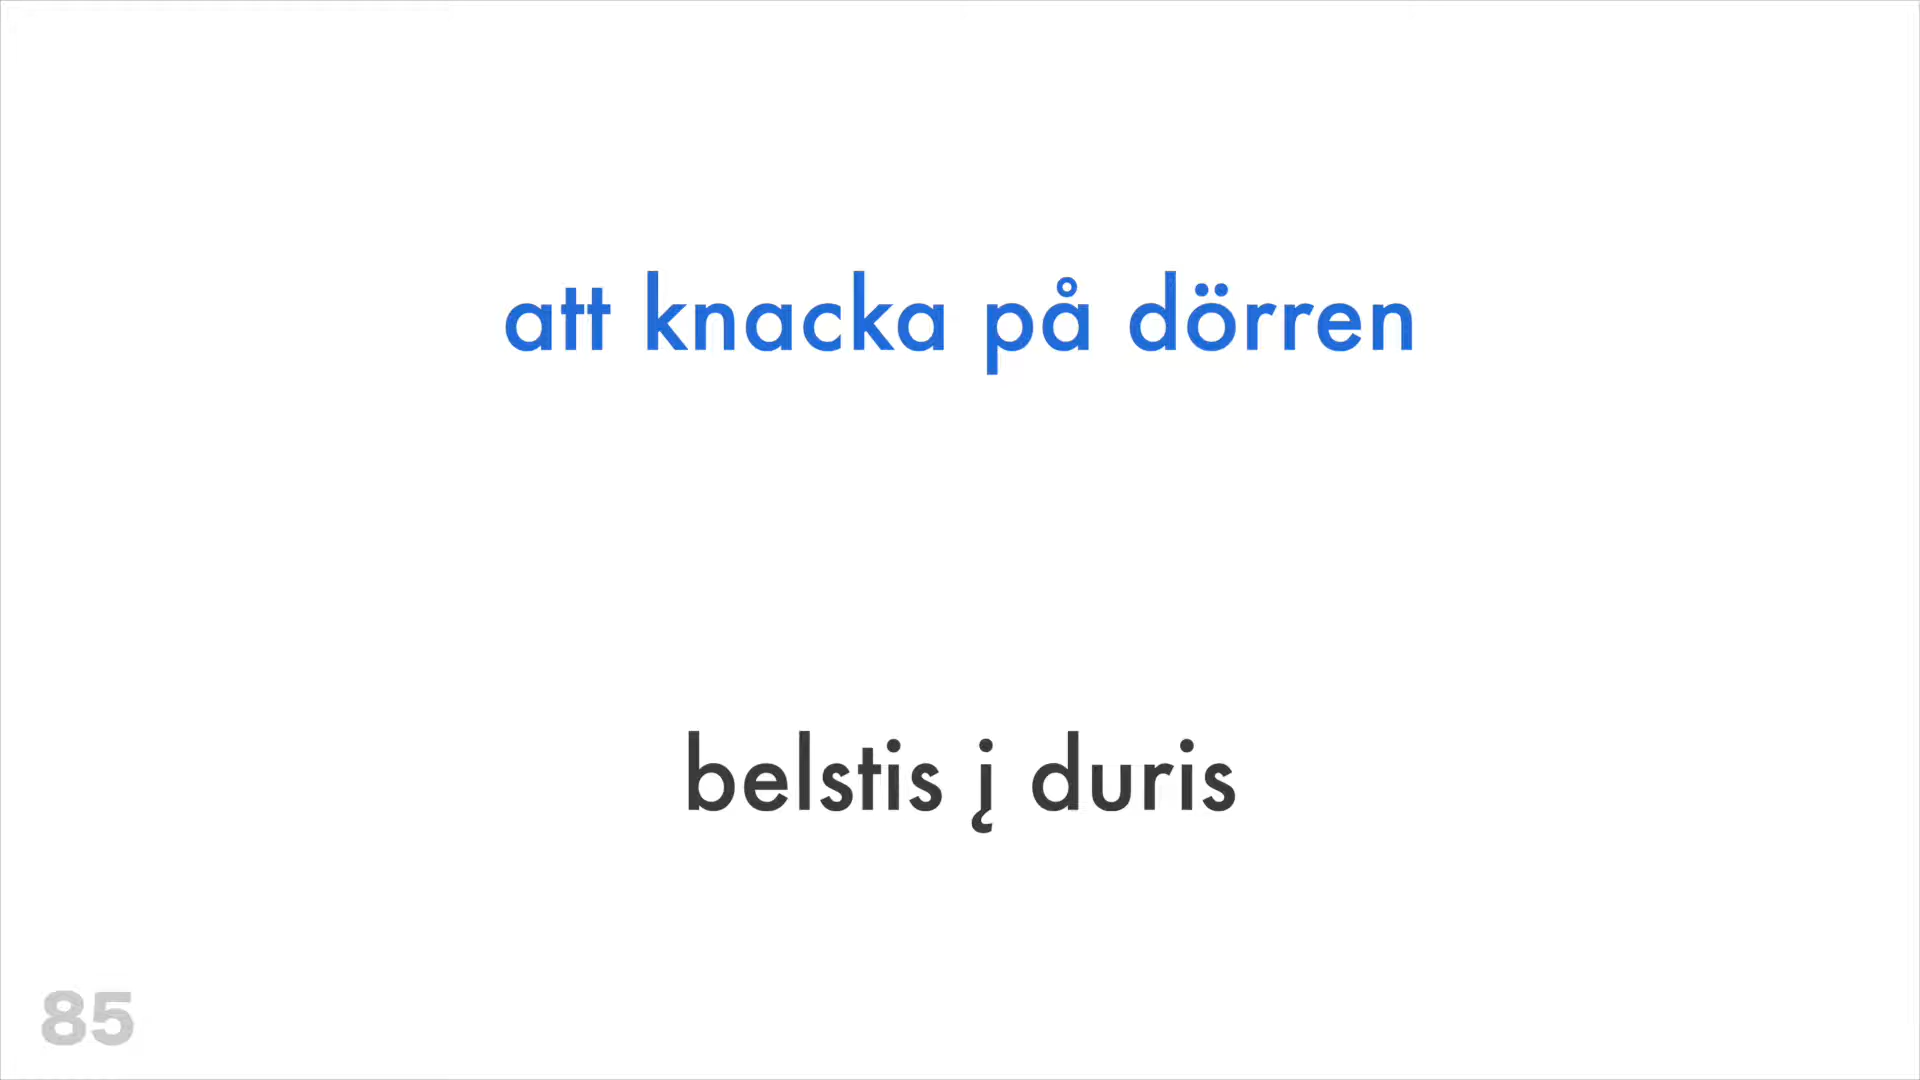 att knacka på dörren
belstis į duris
85